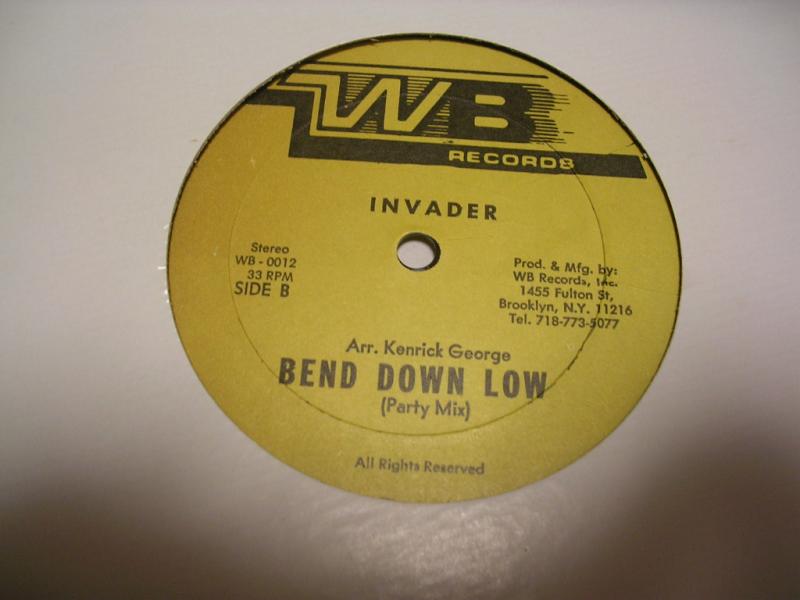 WB
RECORDS
INVADER
Stereo
WB - 0012
33 RPM
SIDE B
Prod. & Mfg. by:
WB Records, Inc.
1455 Fulton St,
Brooklyn, N.Y. 11216
Tel. 718-773-5077
Arr. Kenrick George
BEND DOWN LOW
(Party Mix)
All Rights Reserved